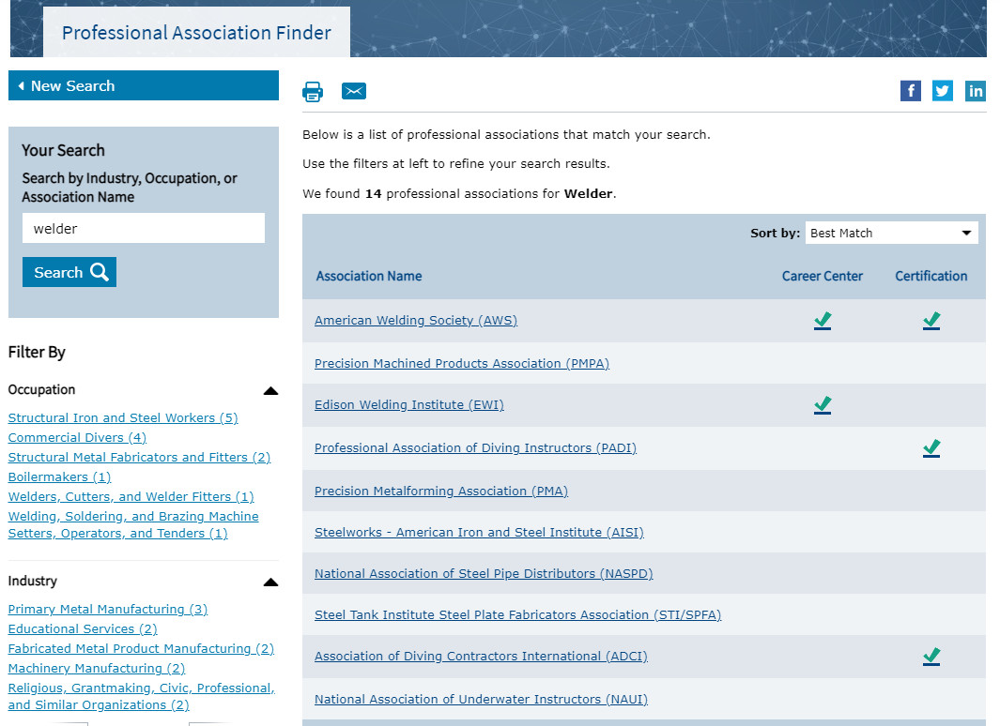 Professional Association Finder
New Search
Your Search
Search by Industry, Occupation, or
Association Name
welder
Search
Filter By
Occupation
Structural Iron and Steel Workers (5)
Commercial Divers (4)
Structural Metal Fabricators and Fitters (2)
Boilermakers (1)
Welders, Cutters, and Welder Fitters (1)
Welding, Soldering, and Brazing Machine
Setters, Operators, and Tenders (1)
Industry
Primary Metal Manufacturing (3)
Educational Services (2)
Fabricated Metal Product Manufacturing (2)
Machinery Manufacturing (2)
Religious, Grantmaking, Civic, Professional,
and Similar Organizations (2)
f in
Below is a list of professional associations that match your search.
Use the filters at left to refine your search results.
We found 14 professional associations for Welder.
Sort by: Best Match
Association Name Career Center Certification
American Welding Society (AWS)
Precision Machined Products Association (PMPA)
Edison Welding Institute (EWI)
Professional Association of Diving Instructors (PADI)
Precision Metalforming Association (PMA)
Steelworks - American Iron and Steel Institute (AISI)
National Association of Steel Pipe Distributors (NASPD)
Steel Tank Institute Steel Plate Fabricators Association (STI/SPFA)
Association of Diving Contractors International (ADCI)
National Association of Underwater Instructors (NAUI)